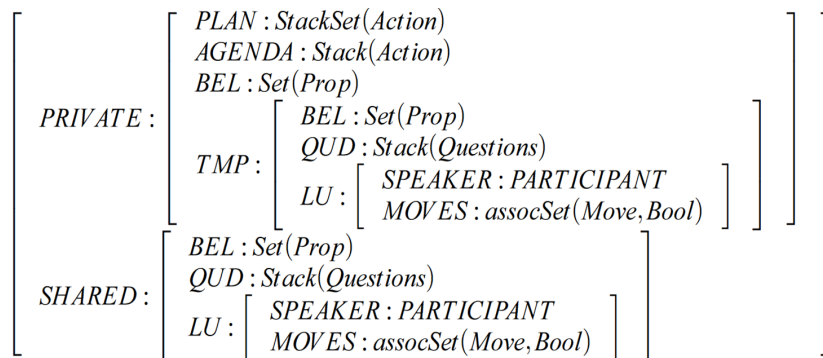 PLAN : StackSet(Action)
AGENDA : Stack(Action)
BEL : Set(Prop)
PRIVATE :
BEL : Set(Prop)
QUD : Stack(Questions)
TMP :
SPEAKER : PARTICIPANT
LU :
MOVES : assocSet(Move, Bool)
BEL : Set(Prop)
QUD : Stack(Questions)
SHARED :
SPEAKER : PARTICIPANT
LU :
MOVES : assocSet(Move, Bool)